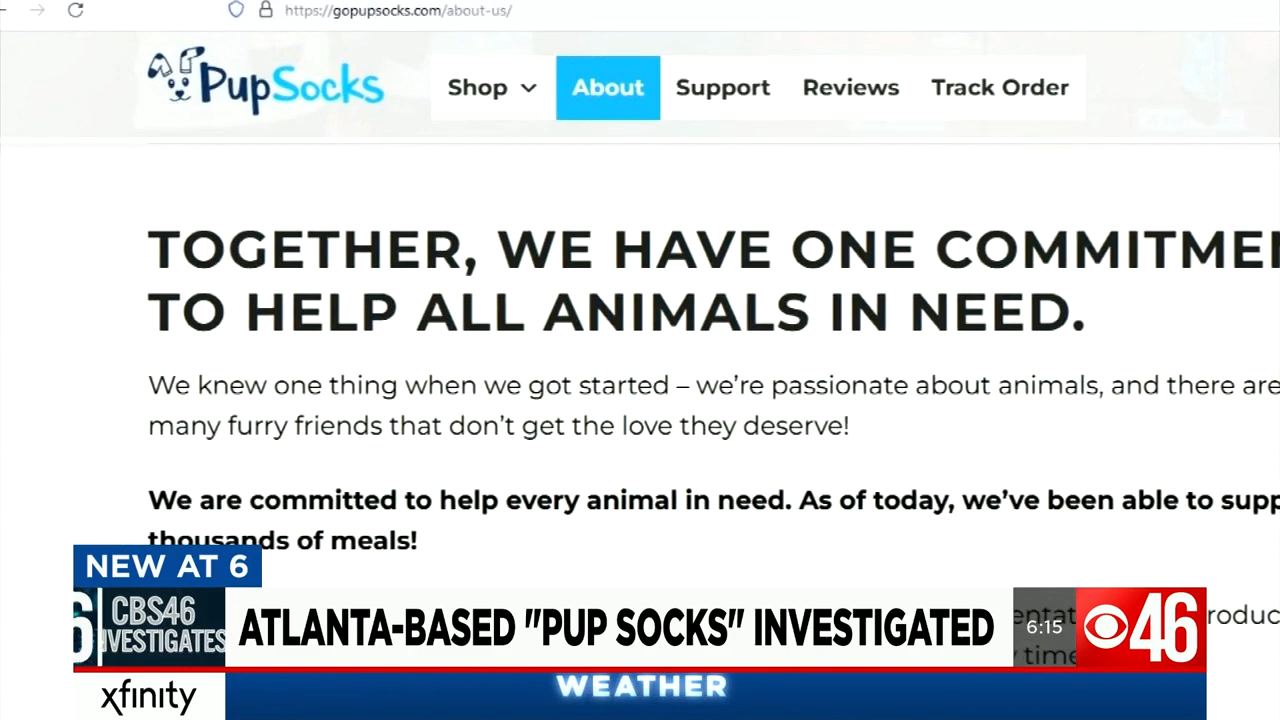 https://gopupsocks.com/about-us/
PupSocks
Shop About Support Reviews Track Order
TOGETHER, WE HAVE ONE COMMITMEN
TO HELP ALL ANIMALS IN NEED.
We knew one thing when we got started – we're passionate about animals, and there are
many furry friends that don't get the love they deserve!
We are committed to help every animal in need. As of today, we've been able to supp
thousands of meals!
NEW AT 6
6 CBS46
INVESTIGATES
ATLANTA-BASED "PUP SOCKS" INVESTIGATED
6:15
46
roduc
time
xfinity
WEATHER